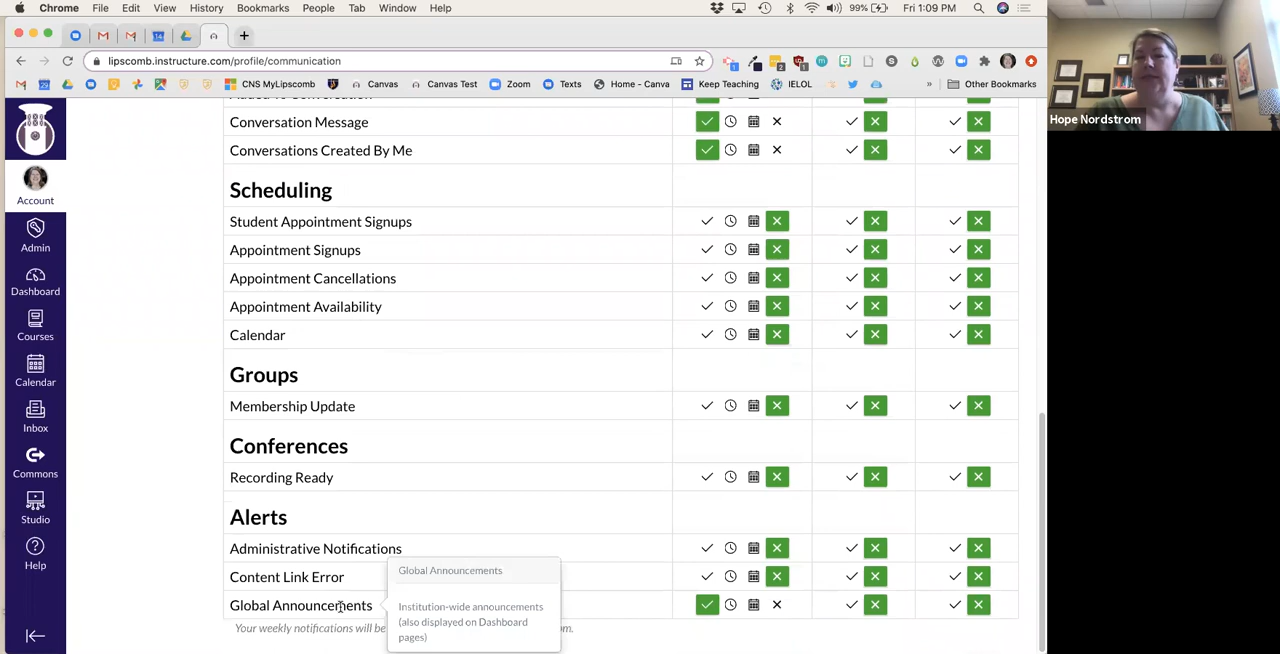 Chrome File Edit View History Bookmarks People Tab Window Help 99% Fri 1:09 PM
14
lipscomb.instructure.com/profile/communication
29 CNS MyLipscomb Canvas Canvas Test Zoom Texts Home - Canva Keep Teaching IELOL » Other Bookmarks
Hope Nordstrom
Conversation Message
Conversations Created By Me
Scheduling
Student Appointment Signups
Appointment Signups
Appointment Cancellations
Appointment Availability
Calendar
Groups
Membership Update
Conferences
Recording Ready
Alerts
Administrative Notifications
Content Link Error
Global Announcements
Your weekly notifications will be
Global Announcements
Institution-wide announcements
(also displayed on Dashboard
pages)
Account
Admin
Dashboard
Courses
Calendar
Inbox
Commons
Studio
Help